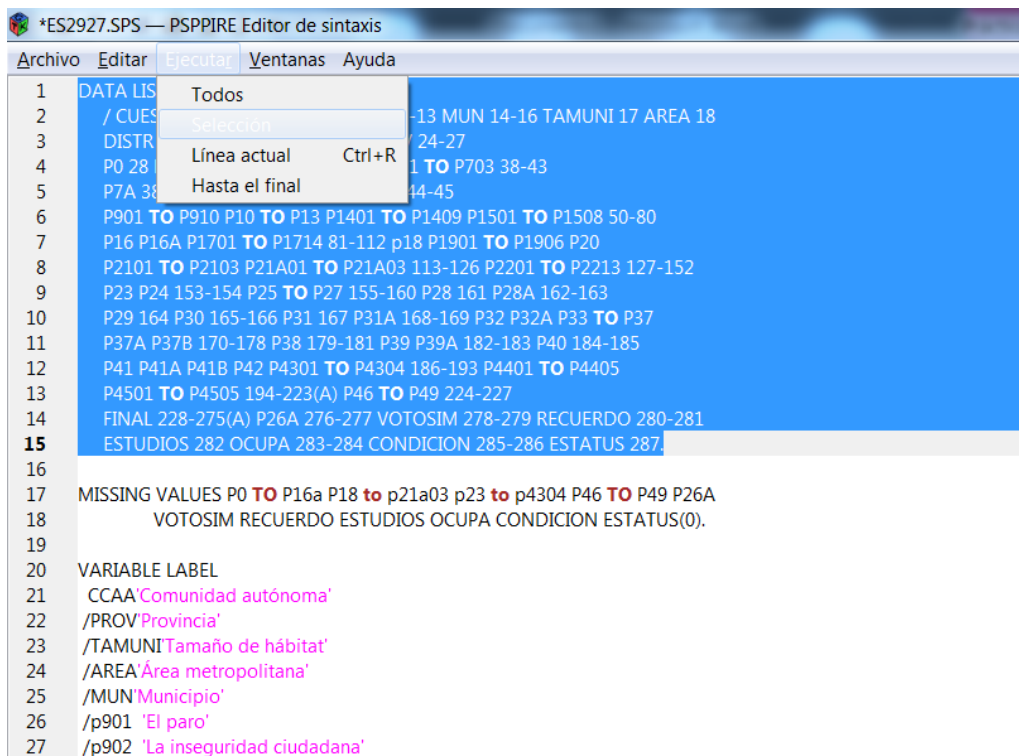 *ES2927.SPS — PSPPIRE Editor de sintaxis
Archivo Editar Ejecutar Ventanas Ayuda
Todos
Selección
Línea actual Ctrl+R
Hasta el final
1 DATA LIS
2 / CUES -13 MUN 14-16 TAMUNI 17 AREA 18
3 DISTR 24-27
4 P0 28 1 TO P703 38-43
5 P7A 38 44-45
6 P901 TO P910 P10 TO P13 P1401 TO P1409 P1501 TO P1508 50-80
7 P16 P16A P1701 TO P1714 81-112 p18 P1901 TO P1906 P20
8 P2101 TO P2103 P21A01 TO P21A03 113-126 P2201 TO P2213 127-152
9 P23 P24 153-154 P25 TO P27 155-160 P28 161 P28A 162-163
10 P29 164 P30 165-166 P31 167 P31A 168-169 P32 P32A P33 TO P37
11 P37A P37B 170-178 P38 179-181 P39 P39A 182-183 P40 184-185
12 P41 P41A P41B P42 P4301 TO P4304 186-193 P4401 TO P4405
13 P4501 TO P4505 194-223(A) P46 TO P49 224-227
14 FINAL 228-275(A) P26A 276-277 VOTOSIM 278-279 RECUERDO 280-281
15 ESTUDIOS 282 OCUPA 283-284 CONDICION 285-286 ESTATUS 287.
16
17 MISSING VALUES P0 TO P16a P18 to p21a03 p23 to p4304 P46 TO P49 P26A
18 VOTOSIM RECUERDO ESTUDIOS OCUPA CONDICION ESTATUS(0).
19
20 VARIABLE LABEL
21 CCAA'Comunidad autónoma'
22 /PROV'Provincia'
23 /TAMUNI'Tamaño de hábitat'
24 /AREA'Área metropolitana'
25 /MUN'Municipio'
26 /p901 'El paro'
27 /p902 'La inseguridad ciudadana'